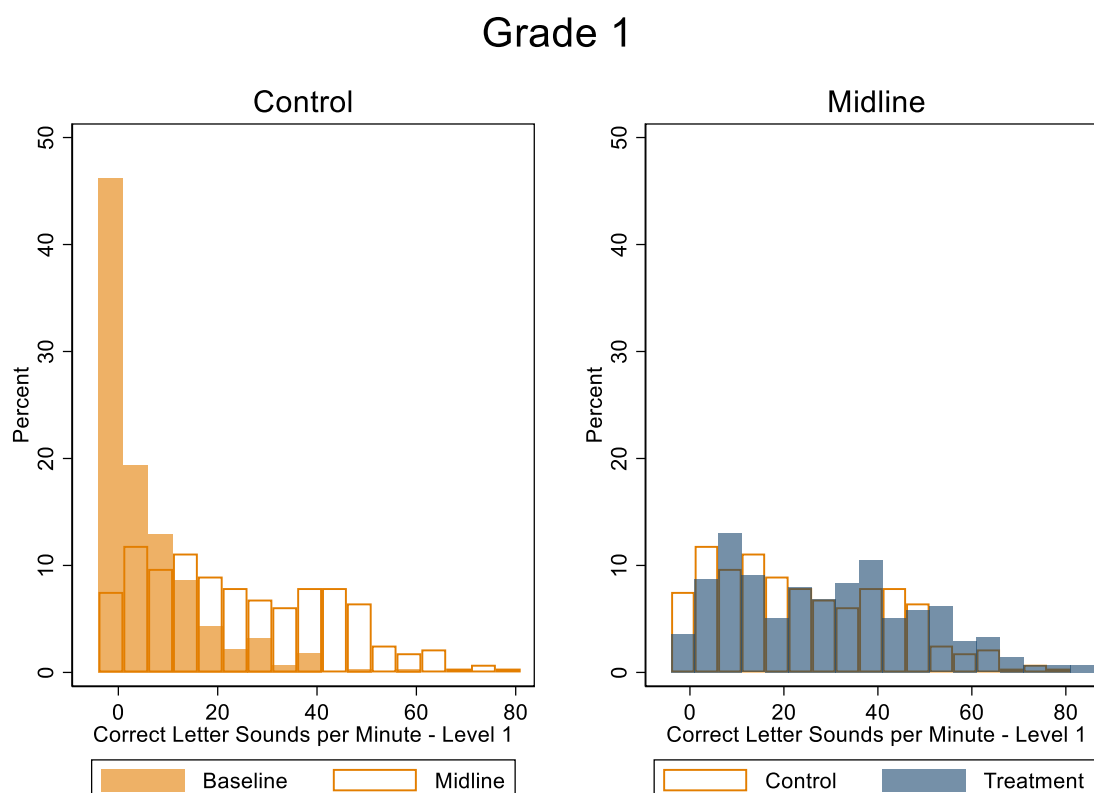 Grade 1
Control
Midline
50
40
30
20
10
0
Percent
0 20 40 60 80
Correct Letter Sounds per Minute - Level 1
Baseline Midline
50
40
30
20
10
0
Percent
0 20 40 60 80
Correct Letter Sounds per Minute - Level 1
Control Treatment